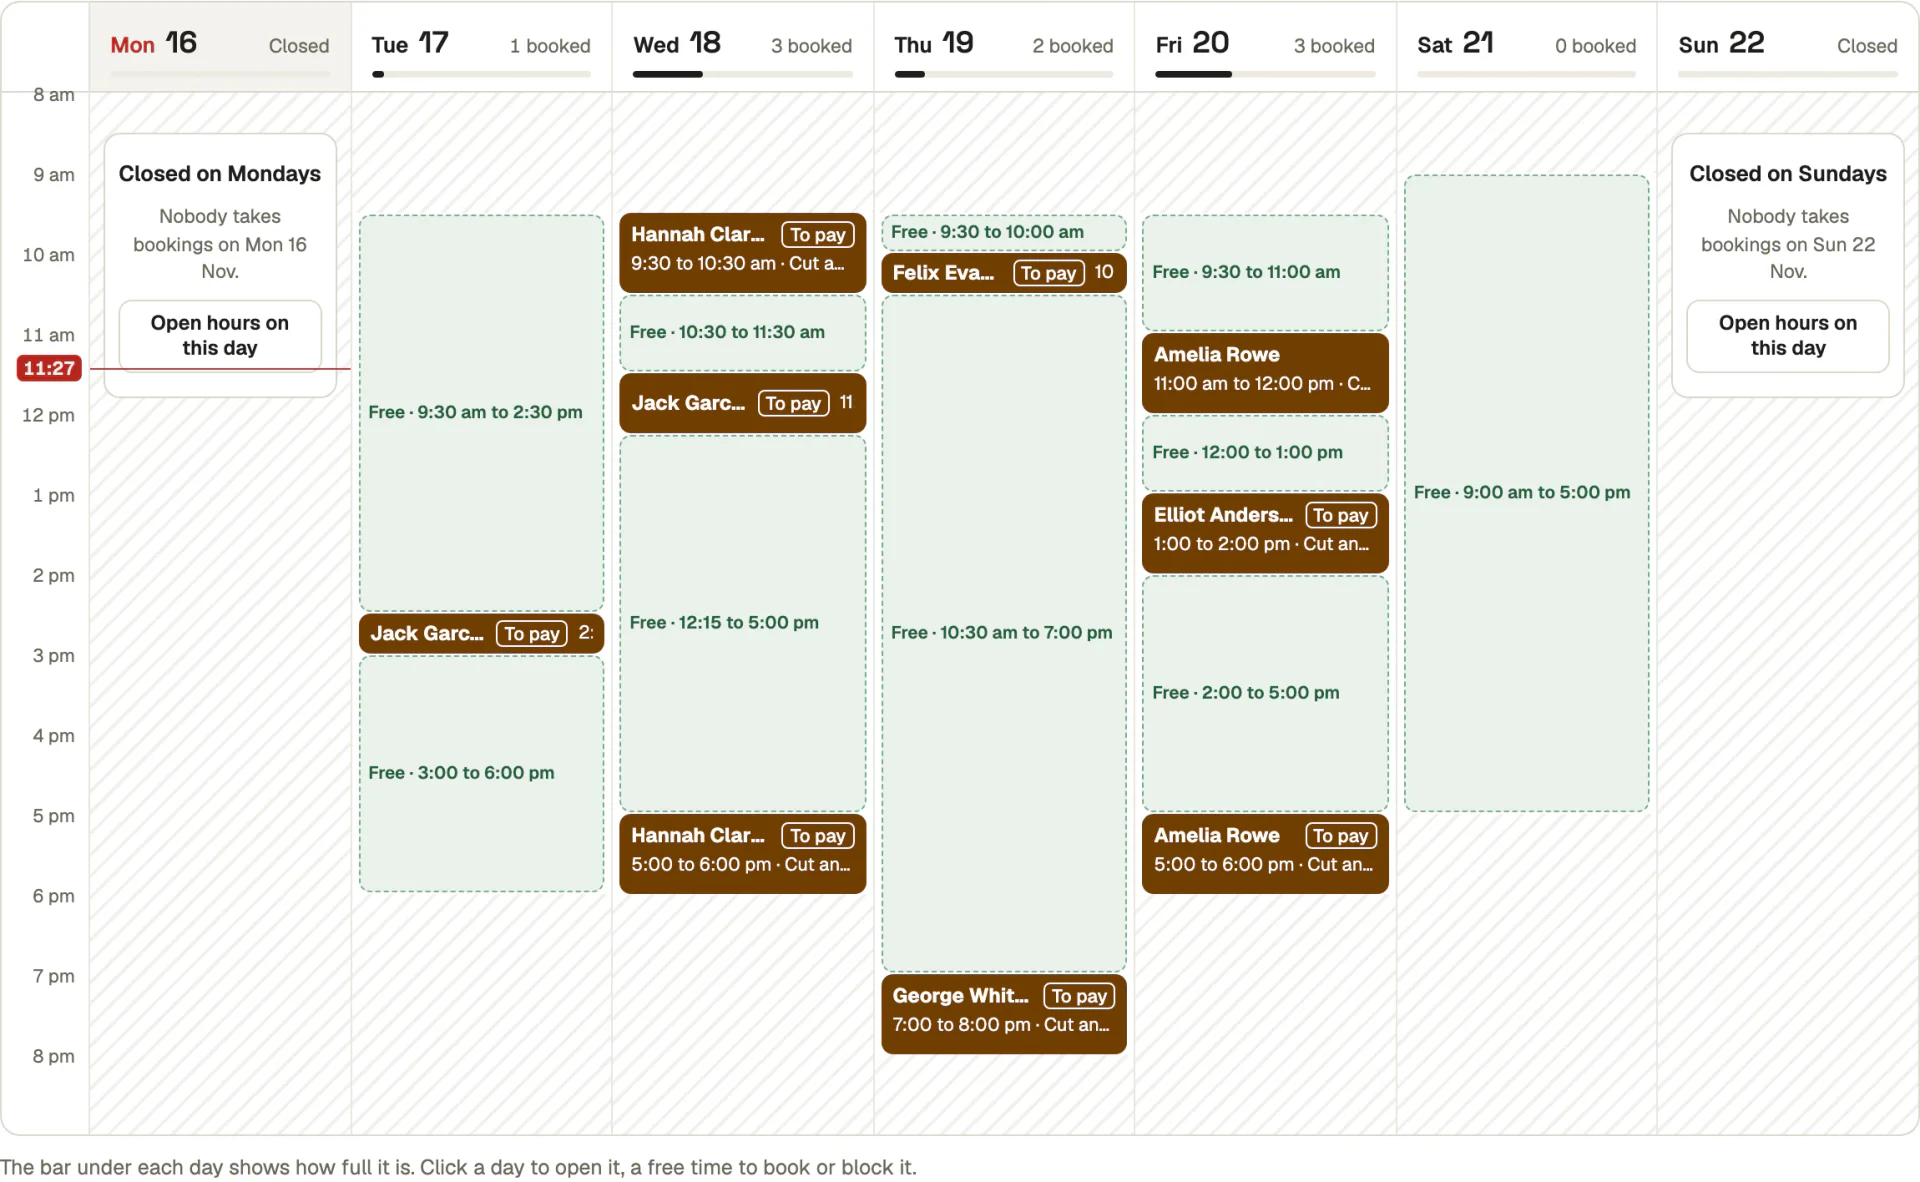 Mon 16 Closed
Tue 17 1 booked
Wed 18 3 booked
Thu 19 2 booked
Fri 20 3 booked
Sat 21 0 booked
Sun 22 Closed
8 am
9 am
10 am
11 am
11:27
12 pm
1 pm
2 pm
3 pm
4 pm
5 pm
6 pm
7 pm
8 pm
Closed on Mondays
Nobody takes
bookings on Mon 16
Nov.
Open hours on
this day
Free · 9:30 am to 2:30 pm
Jack Garc... To pay 2:
Free · 3:00 to 6:00 pm
Hannah Clar... To pay
9:30 to 10:30 am · Cut a...
Free · 10:30 to 11:30 am
Jack Garc... To pay 11
Free · 12:15 to 5:00 pm
Hannah Clar... To pay
5:00 to 6:00 pm · Cut an...
Free · 9:30 to 10:00 am
Felix Eva... To pay 10
Free · 10:30 am to 7:00 pm
George Whit... To pay
7:00 to 8:00 pm · Cut an...
Free · 9:30 to 11:00 am
Amelia Rowe
11:00 am to 12:00 pm · C...
Free · 12:00 to 1:00 pm
Elliot Anders... To pay
1:00 to 2:00 pm · Cut an...
Free · 2:00 to 5:00 pm
Amelia Rowe To pay
5:00 to 6:00 pm · Cut an...
Free · 9:00 am to 5:00 pm
Closed on Sundays
Nobody takes
bookings on Sun 22
Nov.
Open hours on
this day
The bar under each day shows how full it is. Click a day to open it, a free time to book or block it.